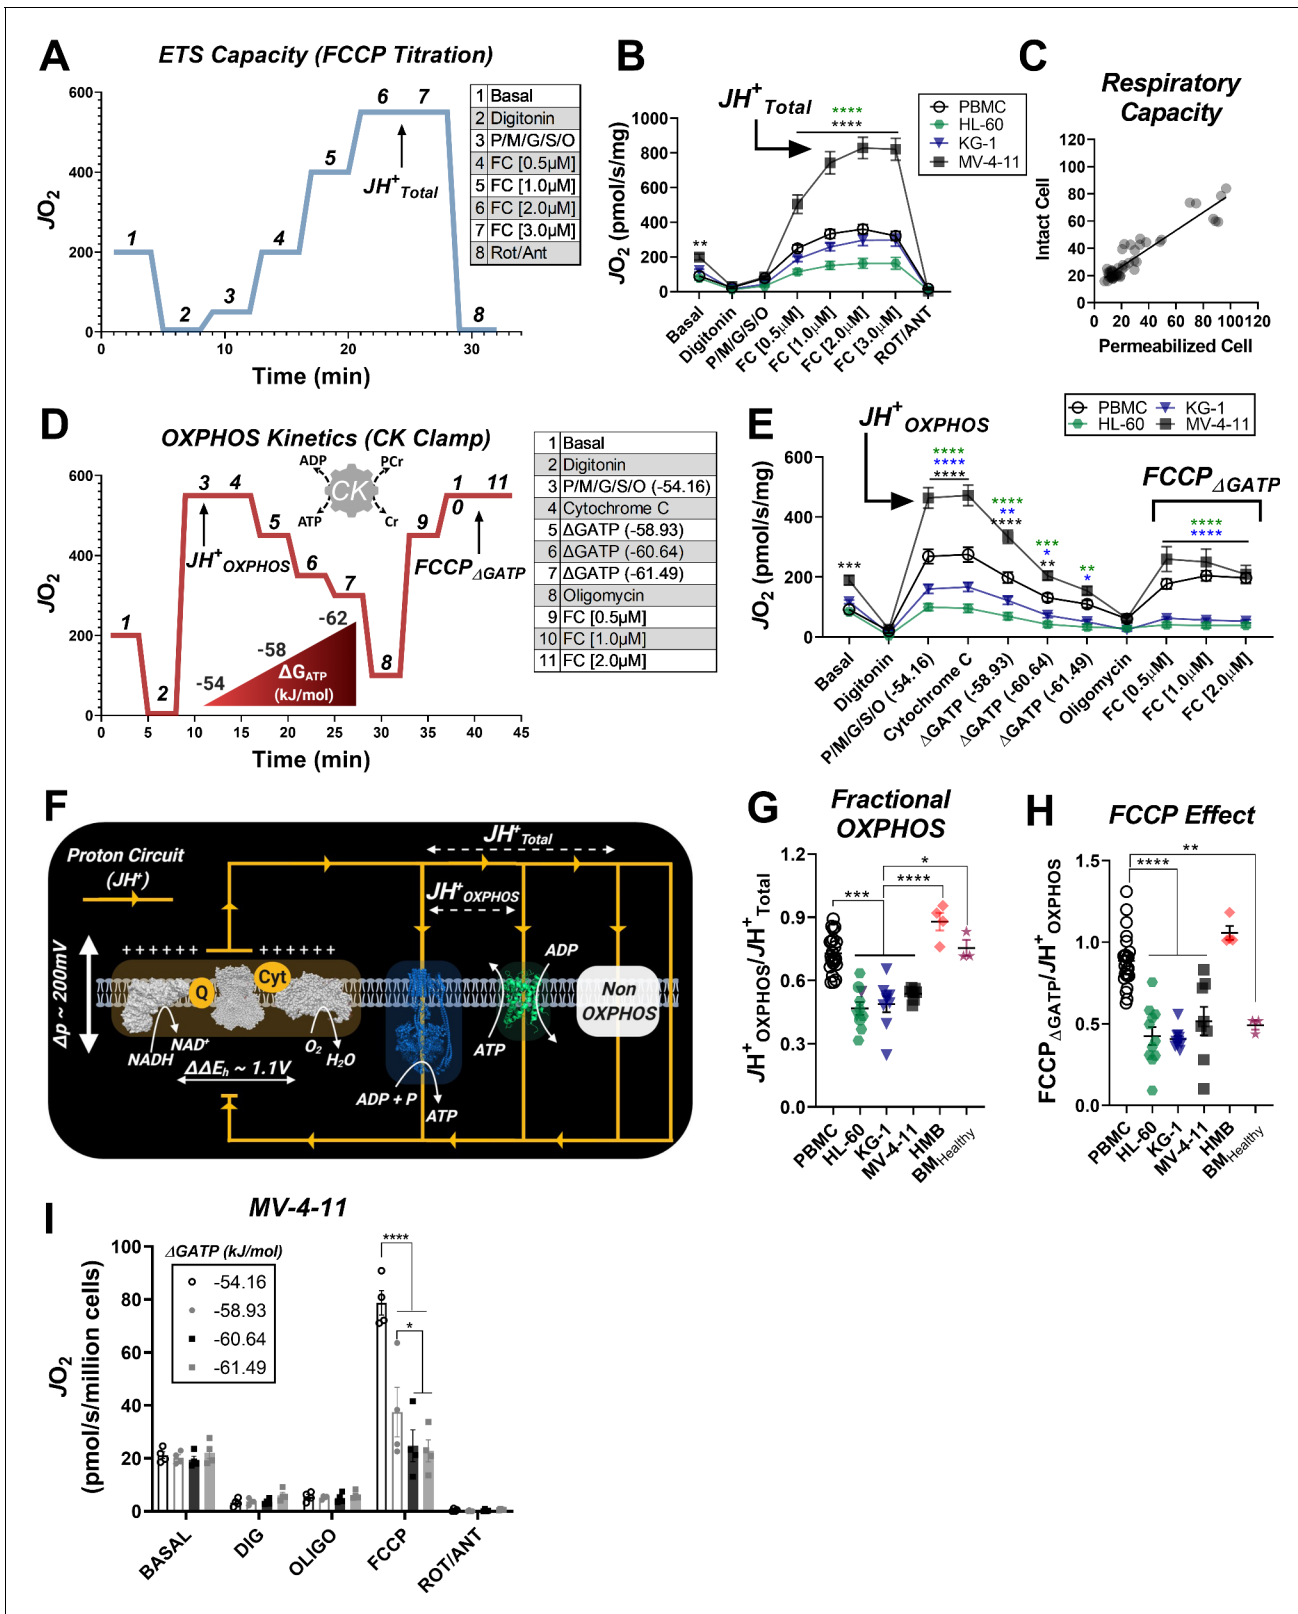 A
ETS Capacity (FCCP Titration)
JO2
600
400
200
0
0
10
20
30
Time (min)
1
2
3
4
5
6
7
8
JH+Total
1 Basal
2 Digitonin
3 P/M/G/S/O
4 FC [0.5µM]
5 FC [1.0µM]
6 FC [2.0µM]
7 FC [3.0µM]
8 Rot/Ant
B
JH+Total
****
****
**
PBMC
HL-60
KG-1
MV-4-11
JO2 (pmol/s/mg)
1000
800
600
400
200
0
Basal
Digitonin
P/M/G/S/O
FC [0.5µM]
FC [1.0µM]
FC [2.0µM]
FC [3.0µM]
ROT/ANT
C
Respiratory
Capacity
Intact Cell
120
100
80
60
40
20
0
0 20 40 60 80 100 120
Permeabilized Cell
D
OXPHOS Kinetics (CK Clamp)
JO2
600
400
200
0
0 5 10 15 20 25 30 35 40 45
Time (min)
1
2
3
4
5
6
7
8
9
1
0
11
ADP
PCr
CK
ATP
Cr
JH+OXPHOS
FCCPΔGATP
-54
-58
-62
ΔGATP
(kJ/mol)
1 Basal
2 Digitonin
3 P/M/G/S/O (-54.16)
4 Cytochrome C
5 ΔGATP (-58.93)
6 ΔGATP (-60.64)
7 ΔGATP (-61.49)
8 Oligomycin
9 FC [0.5µM]
10 FC [1.0µM]
11 FC [2.0µM]
E
PBMC
KG-1
HL-60
MV-4-11
JH+OXPHOS
FCCPΔGATP
***
****
****
****
****
**
****
***
*
**
**
*
****
****
JO2 (pmol/s/mg)
600
400
200
0
Basal
Digitonin
P/M/G/S/O (-54.16)
Cytochrome C
ΔGATP (-58.93)
ΔGATP (-60.64)
ΔGATP (-61.49)
Oligomycin
FC [0.5µM]
FC [1.0µM]
FC [2.0µM]
F
Proton Circuit
(JH+)
JH+Total
JH+OXPHOS
Δp ~ 200mV
+ + + + + +
+ + + + + +
Q
Cyt
NADH
NAD+
O2
H2O
ΔΔEh ~ 1.1V
ADP + P
ATP
ATP
ADP
Non
OXPHOS
G
Fractional
OXPHOS
JH+OXPHOS/JH+Total
1.2
0.9
0.6
0.3
0.0
***
****
*
PBMC
HL-60
KG-1
MV-4-11
HMB
BMHealthy
H
FCCP Effect
FCCPΔGATP/JH+OXPHOS
1.5
1.0
0.5
0.0
****
**
PBMC
HL-60
KG-1
MV-4-11
HMB
BMHealthy
I
MV-4-11
ΔGATP (kJ/mol)
-54.16
-58.93
-60.64
-61.49
****
*
JO2
(pmol/s/million cells)
100
80
60
40
20
0
BASAL
DIG
OLIGO
FCCP
ROT/ANT